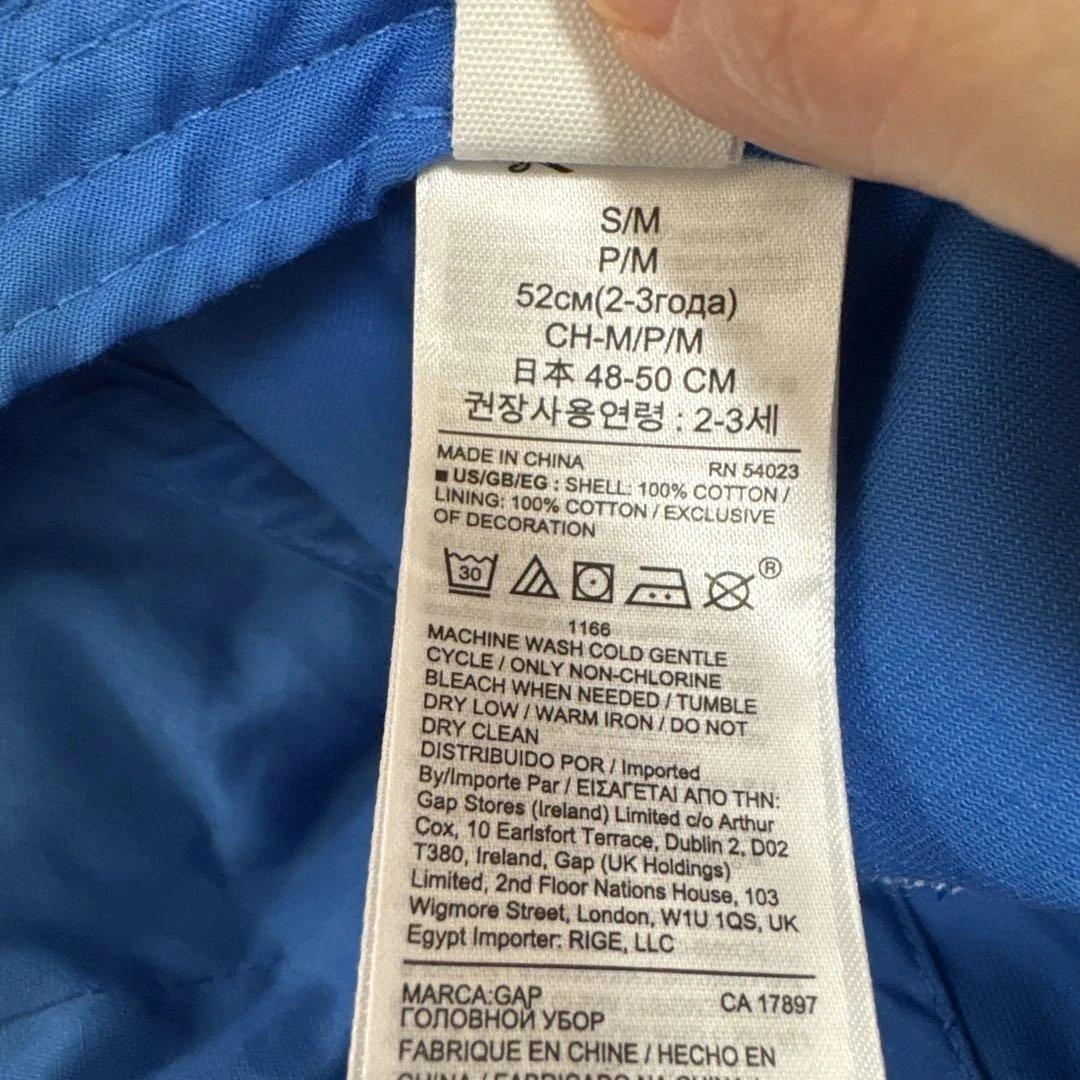 S/M
P/M
52см(2-3года)
CH-M/P/M
日本 48-50 CM
권장사용연령 : 2-3세
MADE IN CHINA RN 54023
■ US/GB/EG : SHELL: 100% COTTON /
LINING: 100% COTTON / EXCLUSIVE
OF DECORATION
30
®
1166
MACHINE WASH COLD GENTLE
CYCLE / ONLY NON-CHLORINE
BLEACH WHEN NEEDED / TUMBLE
DRY LOW / WARM IRON / DO NOT
DRY CLEAN
DISTRIBUIDO POR / Imported
By/Importe Par / ΕΙΣΑΓΕΤΑΙ ΑΠΟ ΤΗΝ:
Gap Stores (Ireland) Limited c/o Arthur
Cox, 10 Earlsfort Terrace, Dublin 2, D02
T380, Ireland, Gap (UK Holdings)
Limited, 2nd Floor Nations House, 103
Wigmore Street, London, W1U 1QS, UK
Egypt Importer: RIGE, LLC
MARCA:GAP CA 17897
ГОЛОВНОЙ УБОР
FABRIQUE EN CHINE / HECHO EN